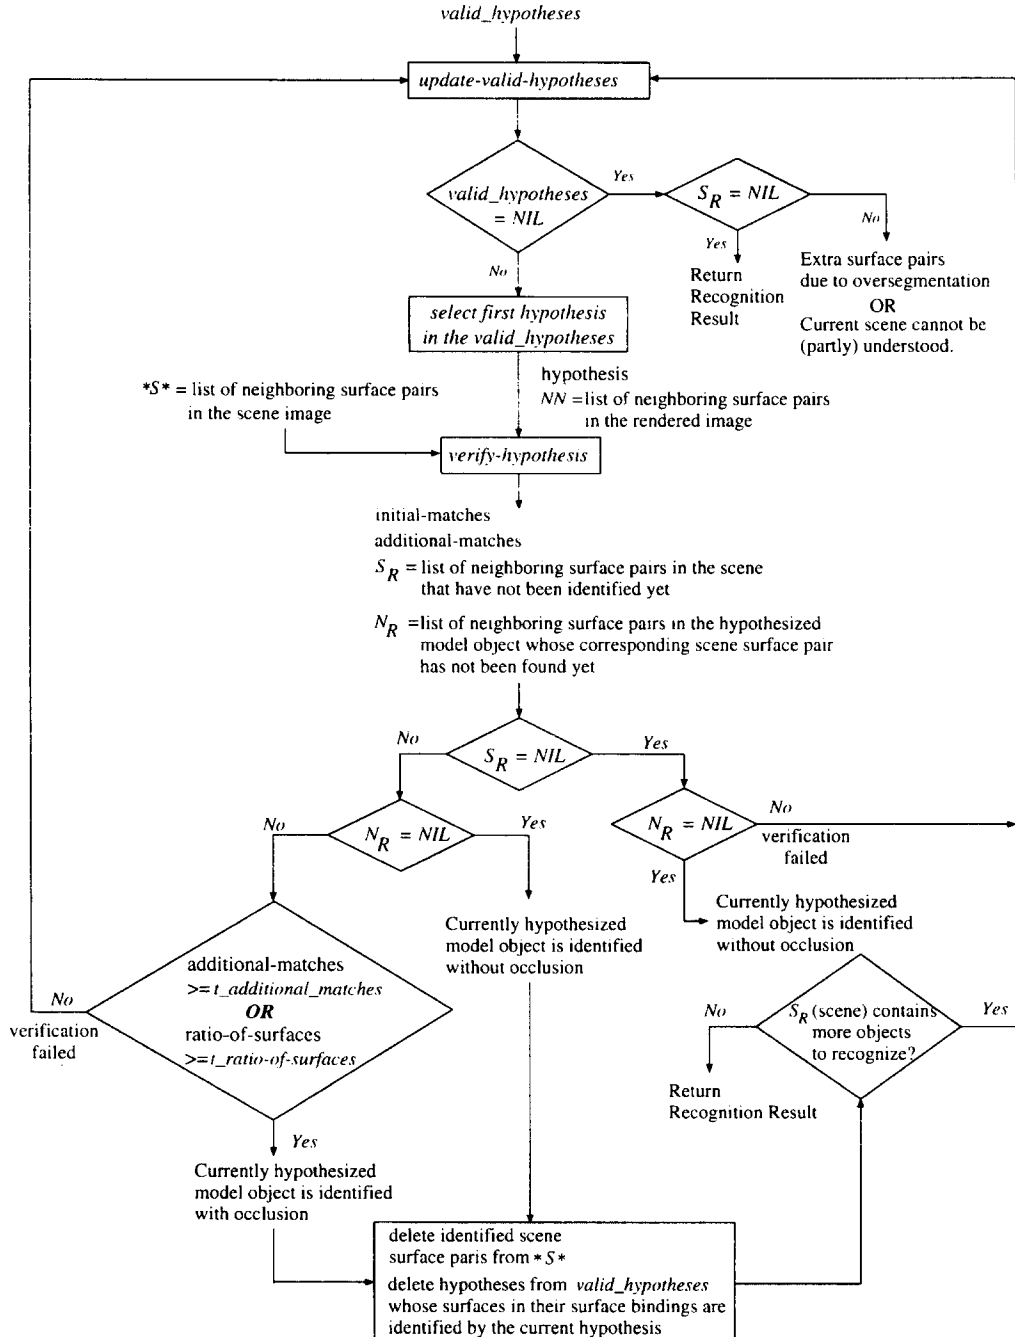 valid_hypotheses
update-valid-hypotheses
valid_hypotheses
= NIL
Yes
S_R = NIL
No
Yes
No
Return
Recognition
Result
Extra surface pairs
due to oversegmentation
OR
Current scene cannot be
(partly) understood.
select first hypothesis
in the valid_hypotheses
*S* = list of neighboring surface pairs
in the scene image
hypothesis
NN = list of neighboring surface pairs
in the rendered image
verify-hypothesis
initial-matches
additional-matches
S_R = list of neighboring surface pairs in the scene
that have not been identified yet
N_R = list of neighboring surface pairs in the hypothesized
model object whose corresponding scene surface pair
has not been found yet
No
S_R = NIL
Yes
No
N_R = NIL
Yes
N_R = NIL
No
verification
failed
Yes
Currently hypothesized
model object is identified
without occlusion
Currently hypothesized
model object is identified
without occlusion
additional-matches
>= t_additional_matches
OR
ratio-of-surfaces
>=t_ratio-of-surfaces
No
verification
failed
No
S_R (scene) contains
more objects
to recognize?
Yes
Return
Recognition Result
Yes
Currently hypothesized
model object is identified
with occlusion
delete identified scene
surface paris from *S*
delete hypotheses from valid_hypotheses
whose surfaces in their surface bindings are
identified by the current hypothesis